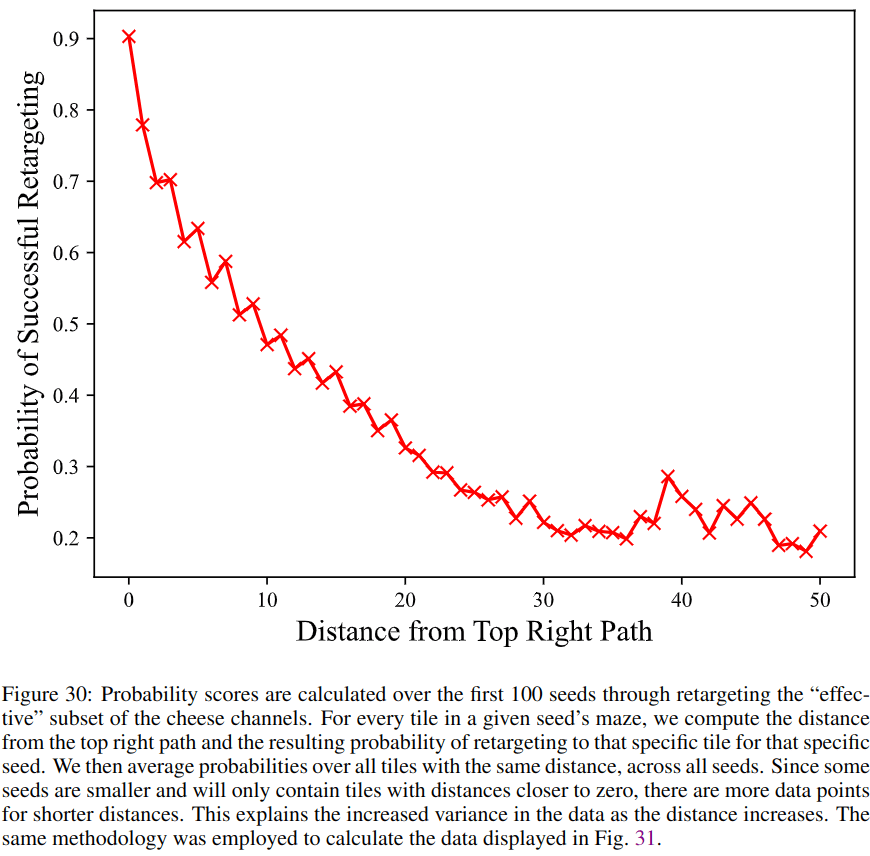 0.9
0.8
0.7
0.6
0.5
0.4
0.3
0.2
Probability of Successful Retargeting
0
10
20
30
40
50
Distance from Top Right Path
Figure 30: Probability scores are calculated over the first 100 seeds through retargeting the “effec-
tive” subset of the cheese channels. For every tile in a given seed’s maze, we compute the distance
from the top right path and the resulting probability of retargeting to that specific tile for that specific
seed. We then average probabilities over all tiles with the same distance, across all seeds. Since some
seeds are smaller and will only contain tiles with distances closer to zero, there are more data points
for shorter distances. This explains the increased variance in the data as the distance increases. The
same methodology was employed to calculate the data displayed in Fig. 31.